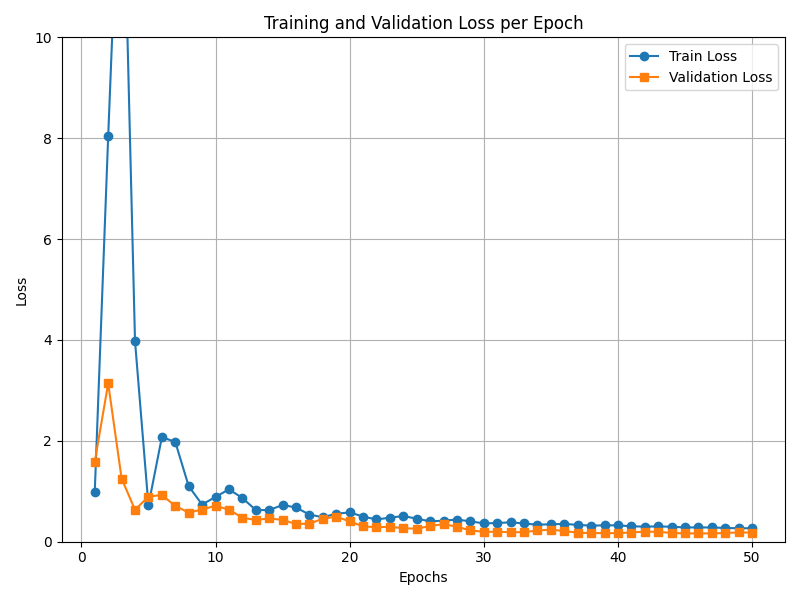 Training and Validation Loss per Epoch
10
8
6
4
2
0
Loss
Train Loss
Validation Loss
0 10 20 30 40 50
Epochs